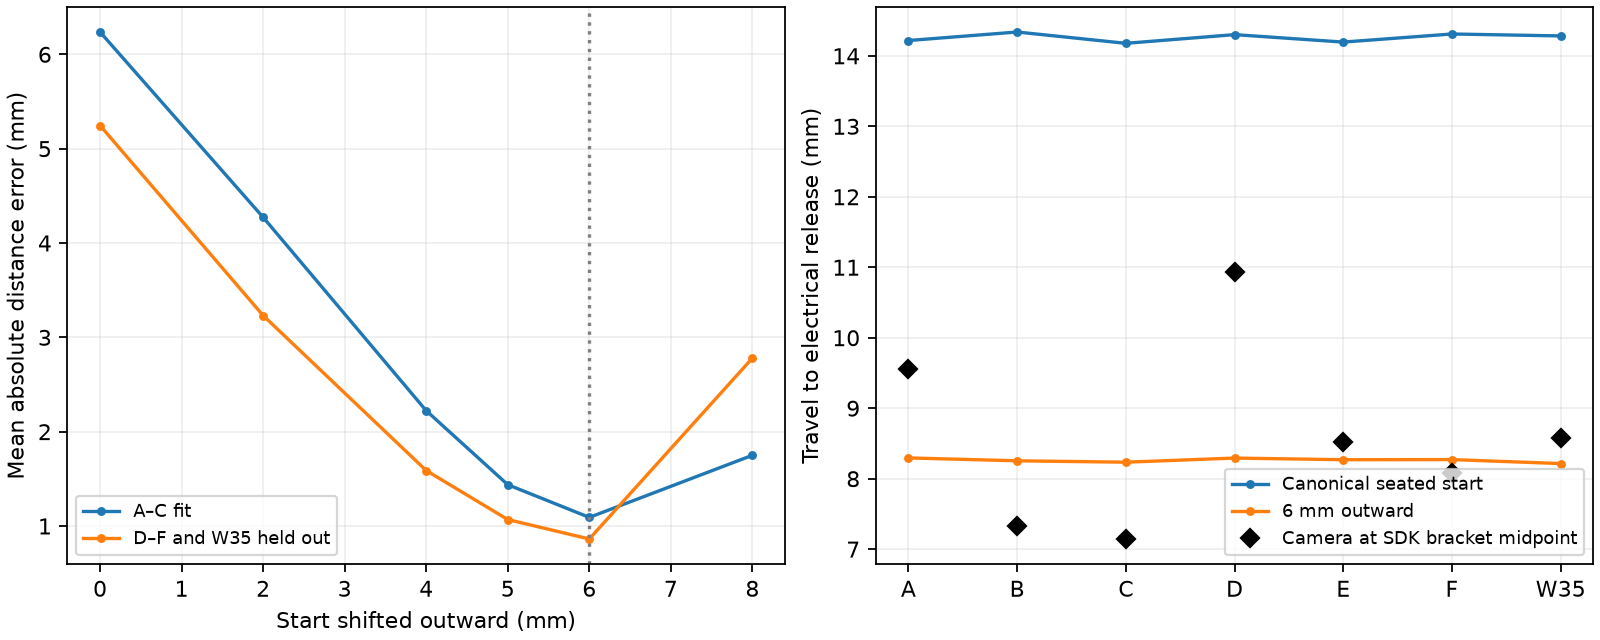 Mean absolute distance error (mm)
6
5
4
3
2
1
A–C fit
D–F and W35 held out
0 1 2 3 4 5 6 7 8
Start shifted outward (mm)
Travel to electrical release (mm)
14
13
12
11
10
9
8
7
Canonical seated start
6 mm outward
Camera at SDK bracket midpoint
A B C D E F W35